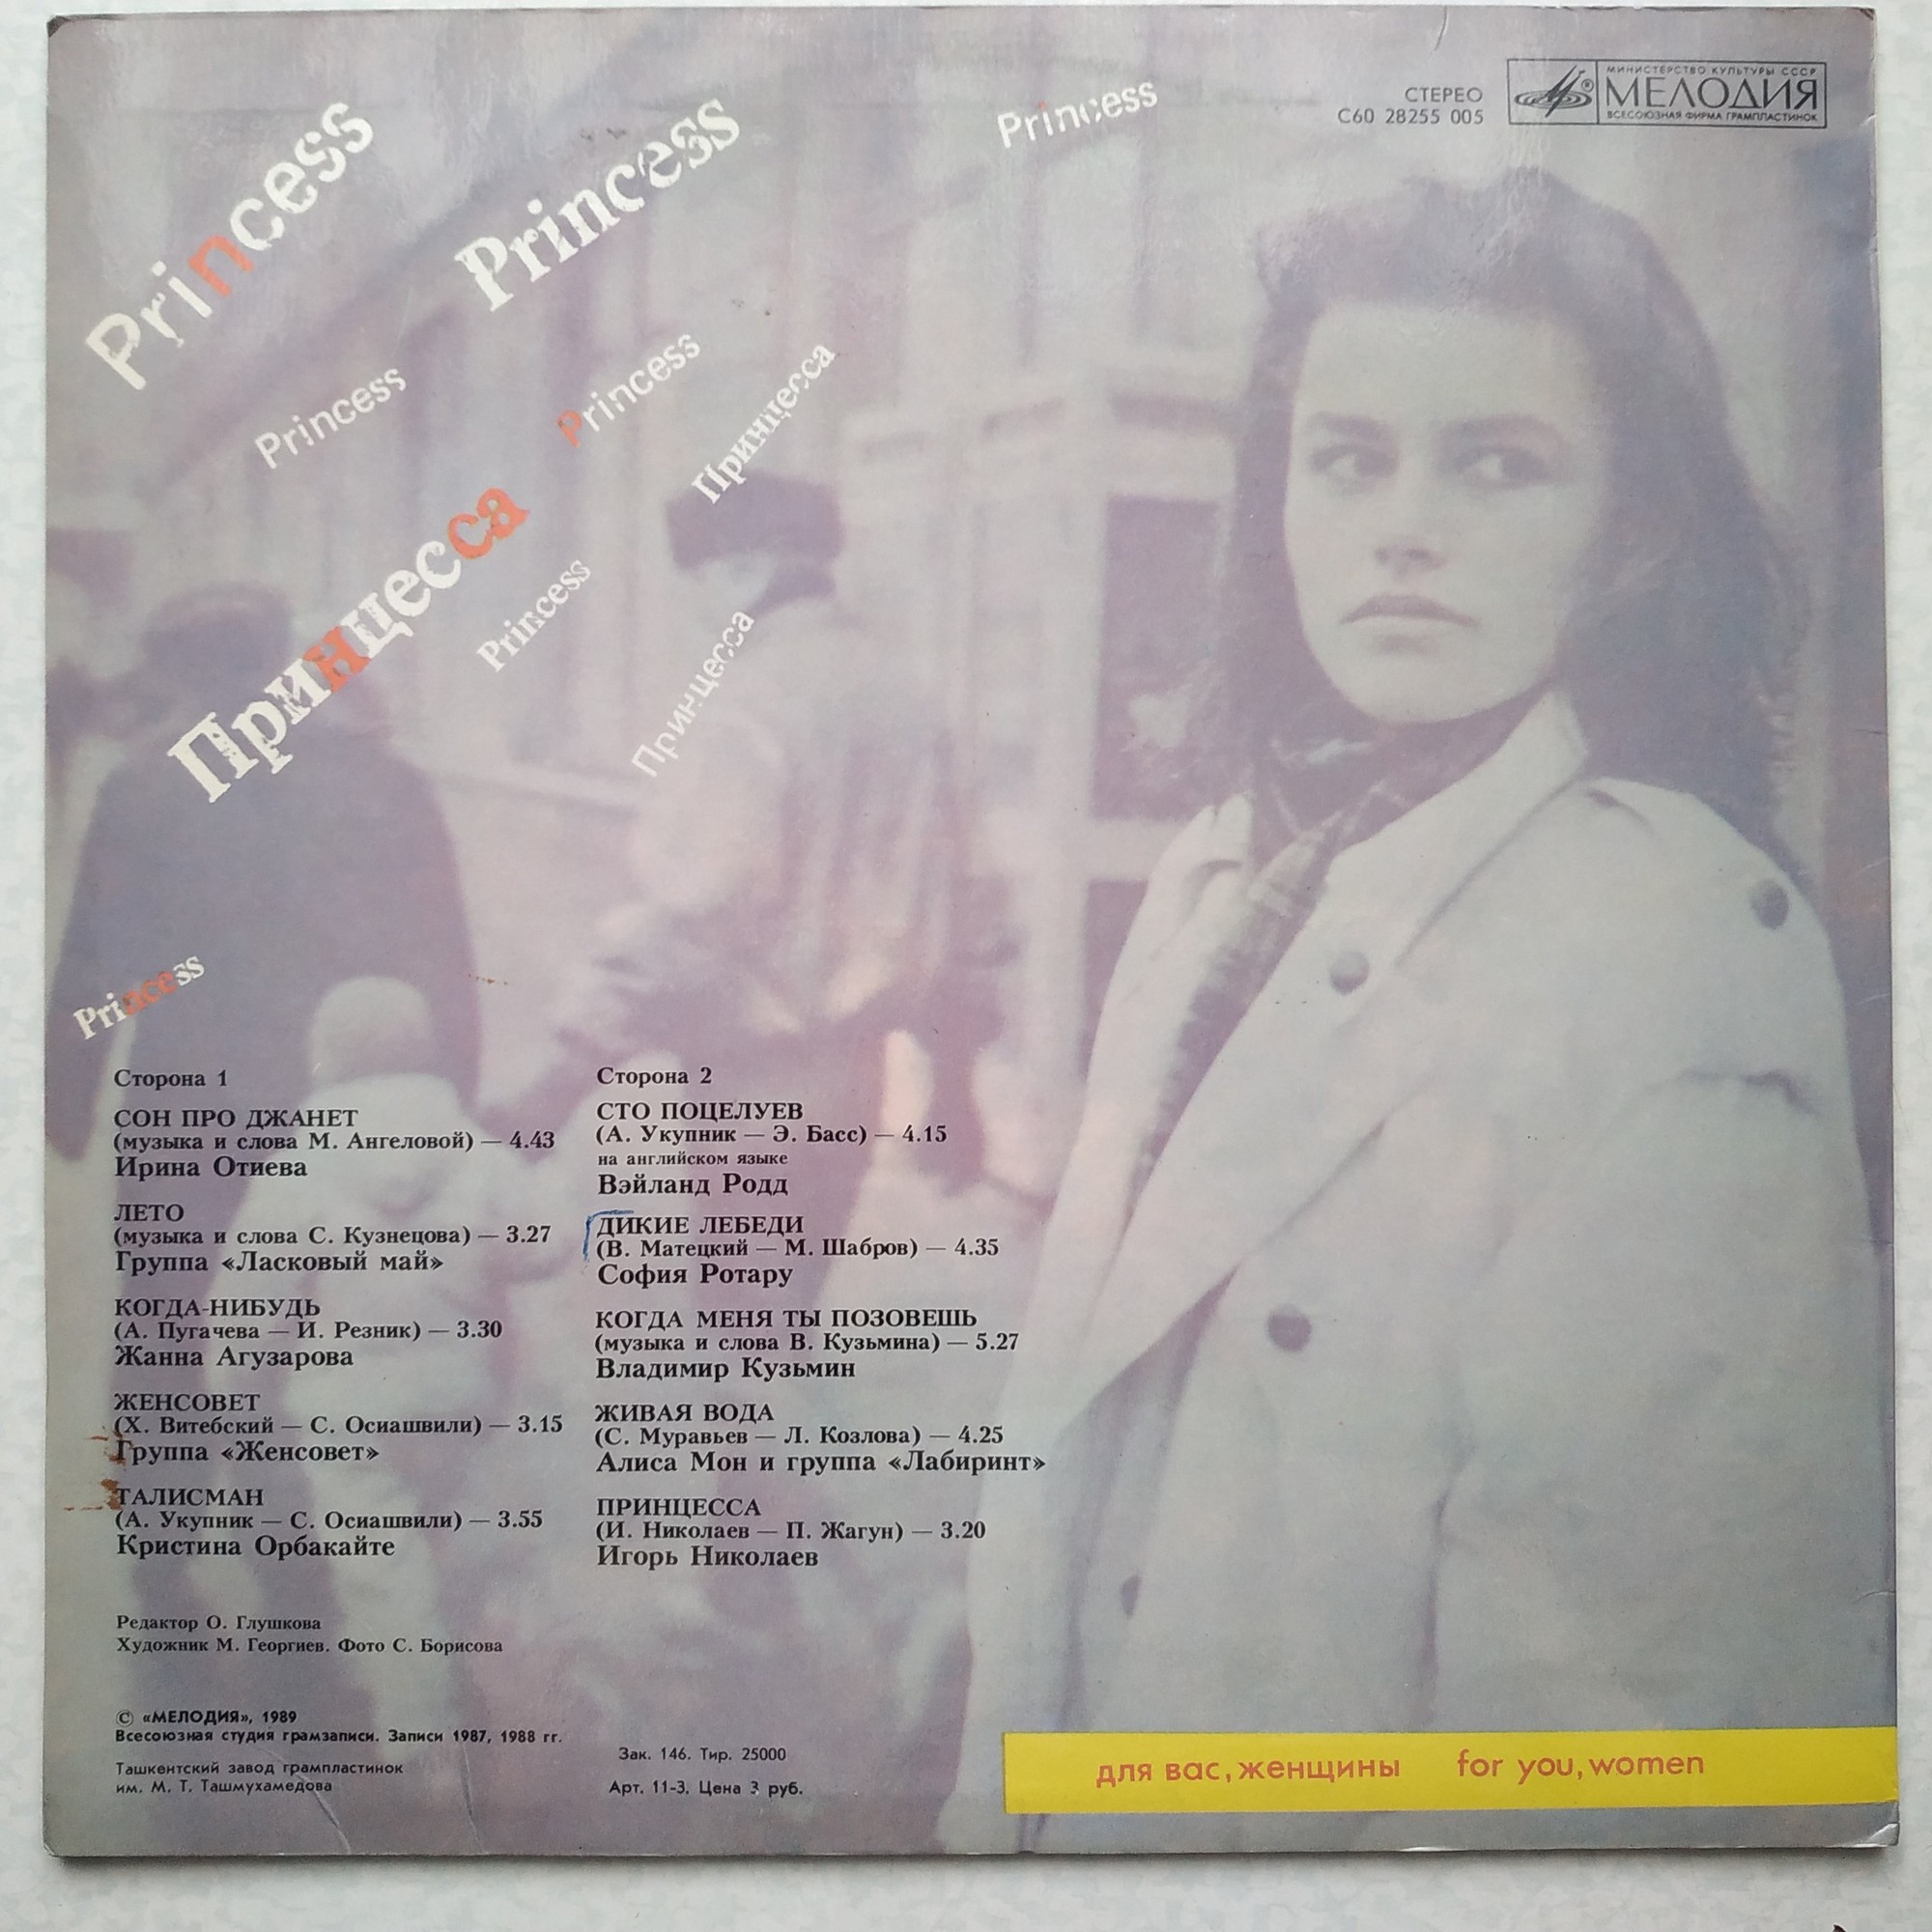 Princess
Princess
Princess
СТЕРЕО
С60 28255 005
МИНИСТЕРСТВО КУЛЬТУРЫ СССР
МЕЛОДИЯ
ВСЕСОЮЗНАЯ ФИРМА ГРАМПЛАСТИНОК
Princess
Princess
Принцесса
Принцесса
Princess
Принцесса
Princess
Сторона 1
СОН ПРО ДЖАНЕТ
(музыка и слова М. Ангеловой) — 4.43
Ирина Отиева
ЛЕТО
(музыка и слова С. Кузнецова) — 3.27
Группа «Ласковый май»
КОГДА-НИБУДЬ
(А. Пугачева — И. Резник) — 3.30
Жанна Агузарова
ЖЕНСОВЕТ
(Х. Витебский — С. Осиашвили) — 3.15
Группа «Женсовет»
ТАЛИСМАН
(А. Укупник — С. Осиашвили) — 3.55
Кристина Орбакайте
Сторона 2
СТО ПОЦЕЛУЕВ
(А. Укупник — Э. Басс) — 4.15
на английском языке
Вэйланд Родд
ДИКИЕ ЛЕБЕДИ
(В. Матецкий — М. Шабров) — 4.35
София Ротару
КОГДА МЕНЯ ТЫ ПОЗОВЕШЬ
(музыка и слова В. Кузьмина) — 5.27
Владимир Кузьмин
ЖИВАЯ ВОДА
(С. Муравьев — Л. Козлова) — 4.25
Алиса Мон и группа «Лабиринт»
ПРИНЦЕССА
(И. Николаев — П. Жагун) — 3.20
Игорь Николаев
Редактор О. Глушкова
Художник М. Георгиев. Фото С. Борисова
© «МЕЛОДИЯ», 1989
Всесоюзная студия грамзаписи. Записи 1987, 1988 гг.
Ташкентский завод грампластинок
им. М. Т. Ташмухамедова
Зак. 146. Тир. 25000
Арт. 11-3. Цена 3 руб.
для вас, женщины for you, women